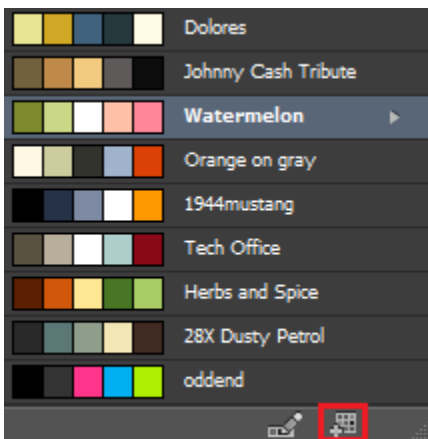 Dolores
Johnny Cash Tribute
Watermelon
Orange on gray
1944mustang
Tech Office
Herbs and Spice
28X Dusty Petrol
oddend